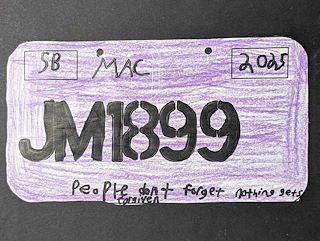 5B MAC 2025
JM1899
People don't forget nothing gets
forgiven